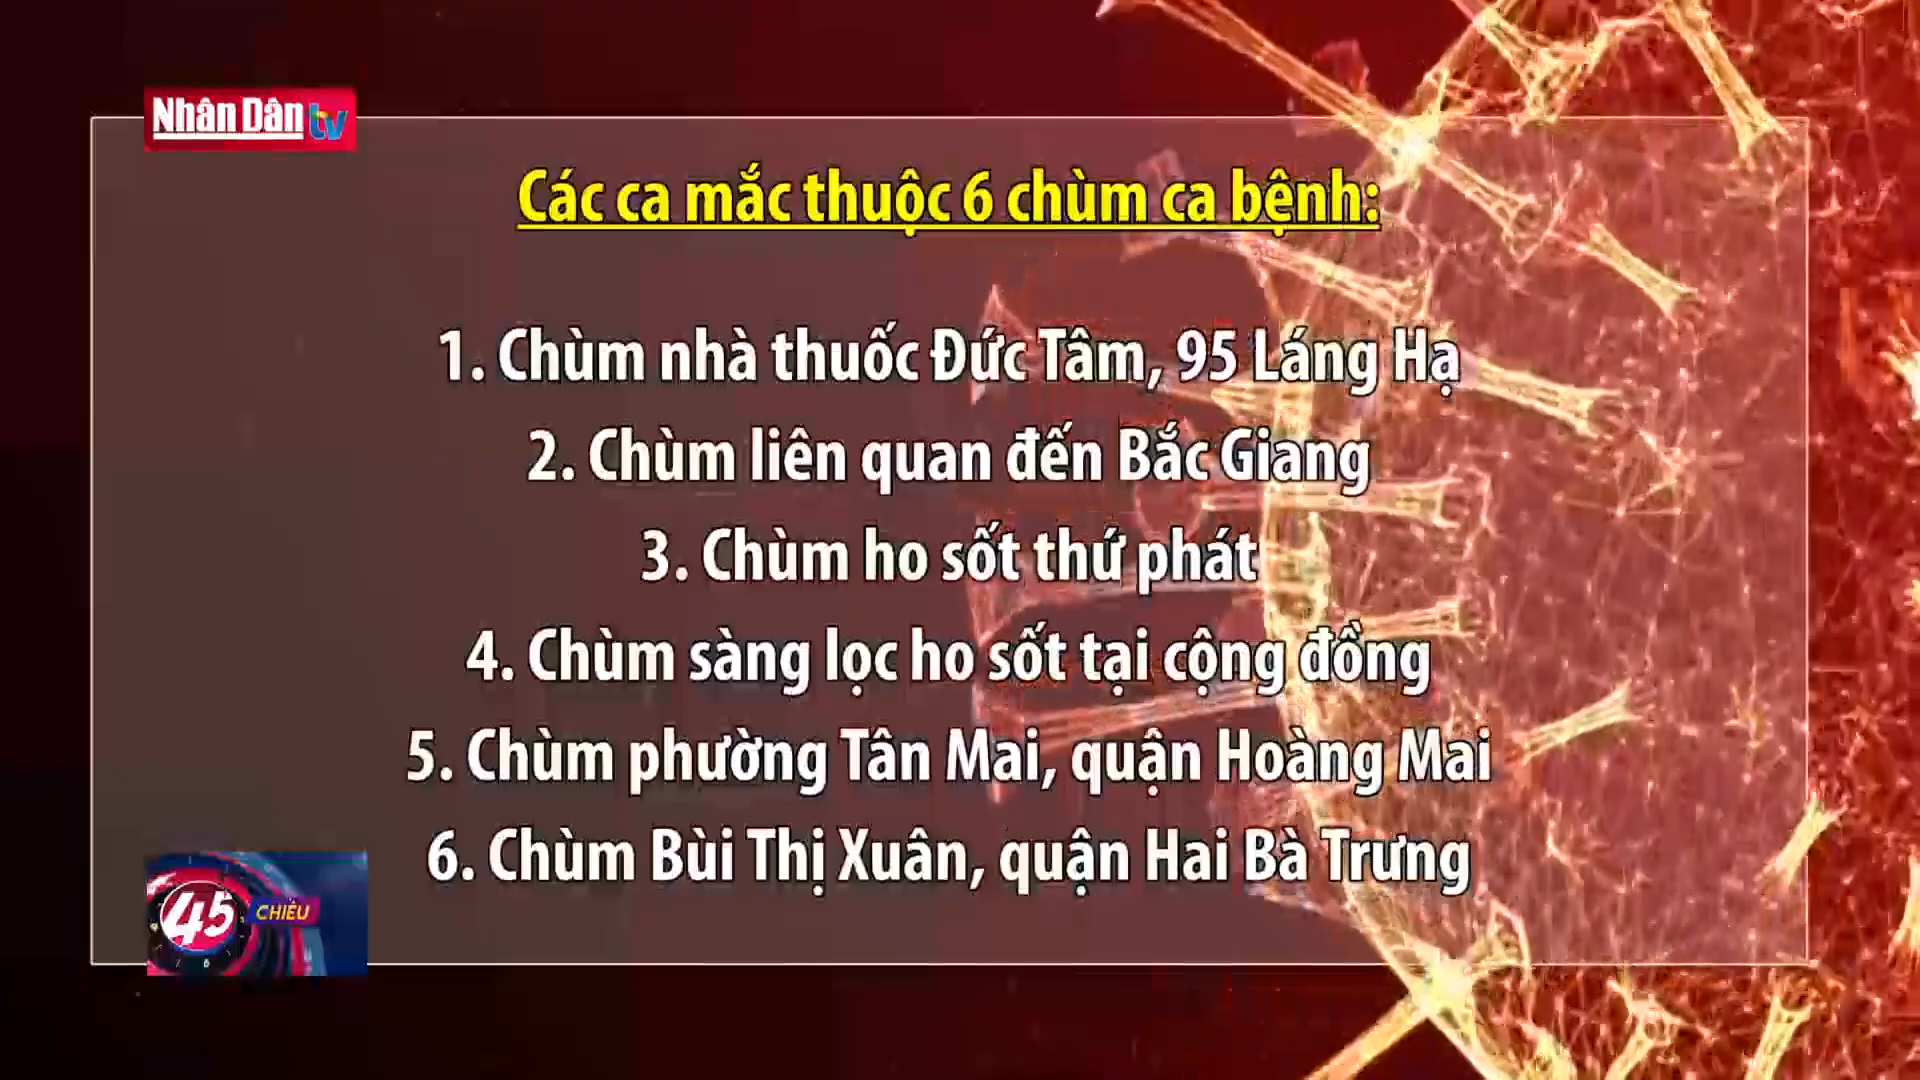 Nhân Dân tv
Các ca mắc thuộc 6 chùm ca bệnh:
1. Chùm nhà thuốc Đức Tâm, 95 Láng Hạ
2. Chùm liên quan đến Bắc Giang
3. Chùm ho sốt thứ phát
4. Chùm sàng lọc ho sốt tại cộng đồng
5. Chùm phường Tân Mai, quận Hoàng Mai
6. Chùm Bùi Thị Xuân, quận Hai Bà Trưng
45 CHIỀU